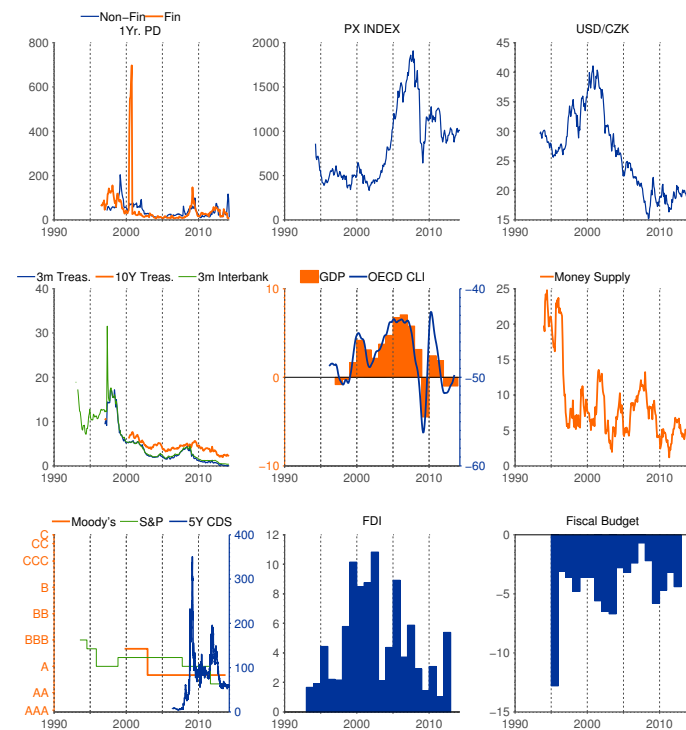 Non-Fin Fin
1Yr. PD
PX INDEX
USD/CZK
800
600
400
200
0
1990 2000 2010
2000
1500
1000
500
0
1990 2000 2010
45
40
35
30
25
20
15
1990 2000 2010
3m Treas. 10Y Treas. 3m Interbank
GDP OECD CLI
Money Supply
40
30
20
10
0
1990 2000 2010
10
0
−10
−40
−50
−60
1990 2000 2010
25
20
15
10
5
0
1990 2000 2010
Moody's S&P 5Y CDS
FDI
Fiscal Budget
C
CC
CCC
B
BB
BBB
A
AA
AAA
400
300
200
100
0
1990 2000 2010
12
10
8
6
4
2
0
1990 2000 2010
0
−5
−10
−15
1990 2000 2010